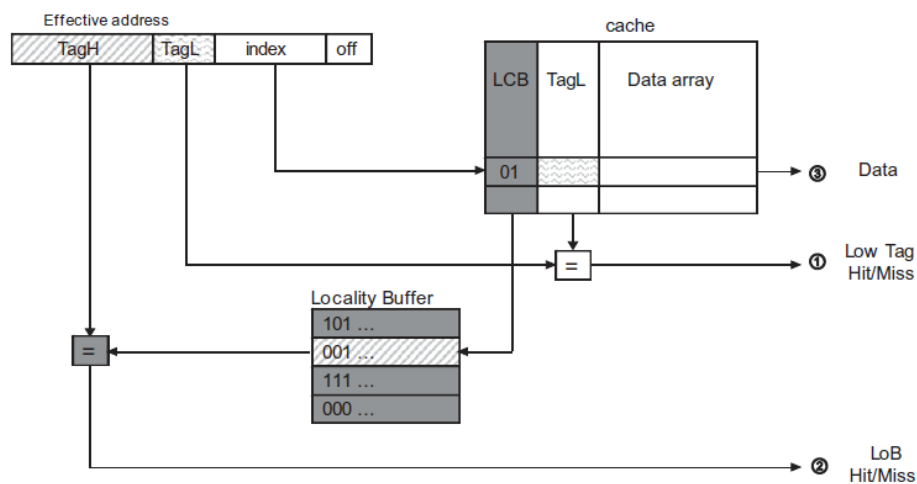 Effective address
TagH TagL index off
cache
LCB TagL Data array
01
③ Data
① Low Tag
Hit/Miss
=
Locality Buffer
101 ...
001 ...
111 ...
000 ...
=
② LoB
Hit/Miss